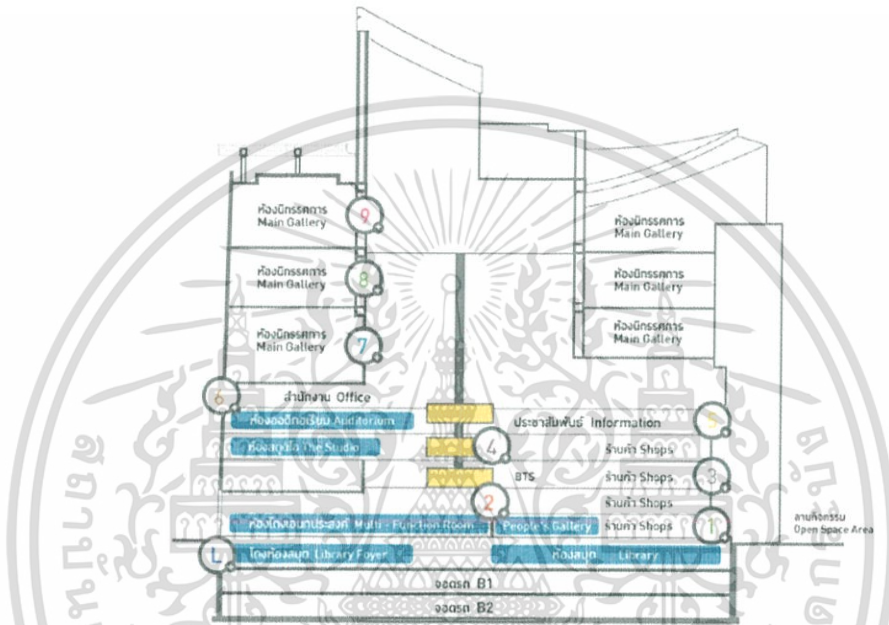 ห้องนิทรรศการ
Main Gallery
9
ห้องนิทรรศการ
Main Gallery
ห้องนิทรรศการ
Main Gallery
8
ห้องนิทรรศการ
Main Gallery
ห้องนิทรรศการ
Main Gallery
7
ห้องนิทรรศการ
Main Gallery
6
สำนักงาน Office
ห้องออดิทอเรียม Auditorium
ประชาสัมพันธ์ Information
5
ห้องสตูดิโอ The Studio
4
ร้านค้า Shops
BTS
ร้านค้า Shops
3
2
ร้านค้า Shops
ห้องโถงเอนกประสงค์ Multi - Function Room
People's Gallery
ร้านค้า Shops
1
ลานกิจกรรม
Open Space Area
L
โถงห้องสมุด Library Foyer
ห้องสมุด Library
จอดรถ B1
จอดรถ B2